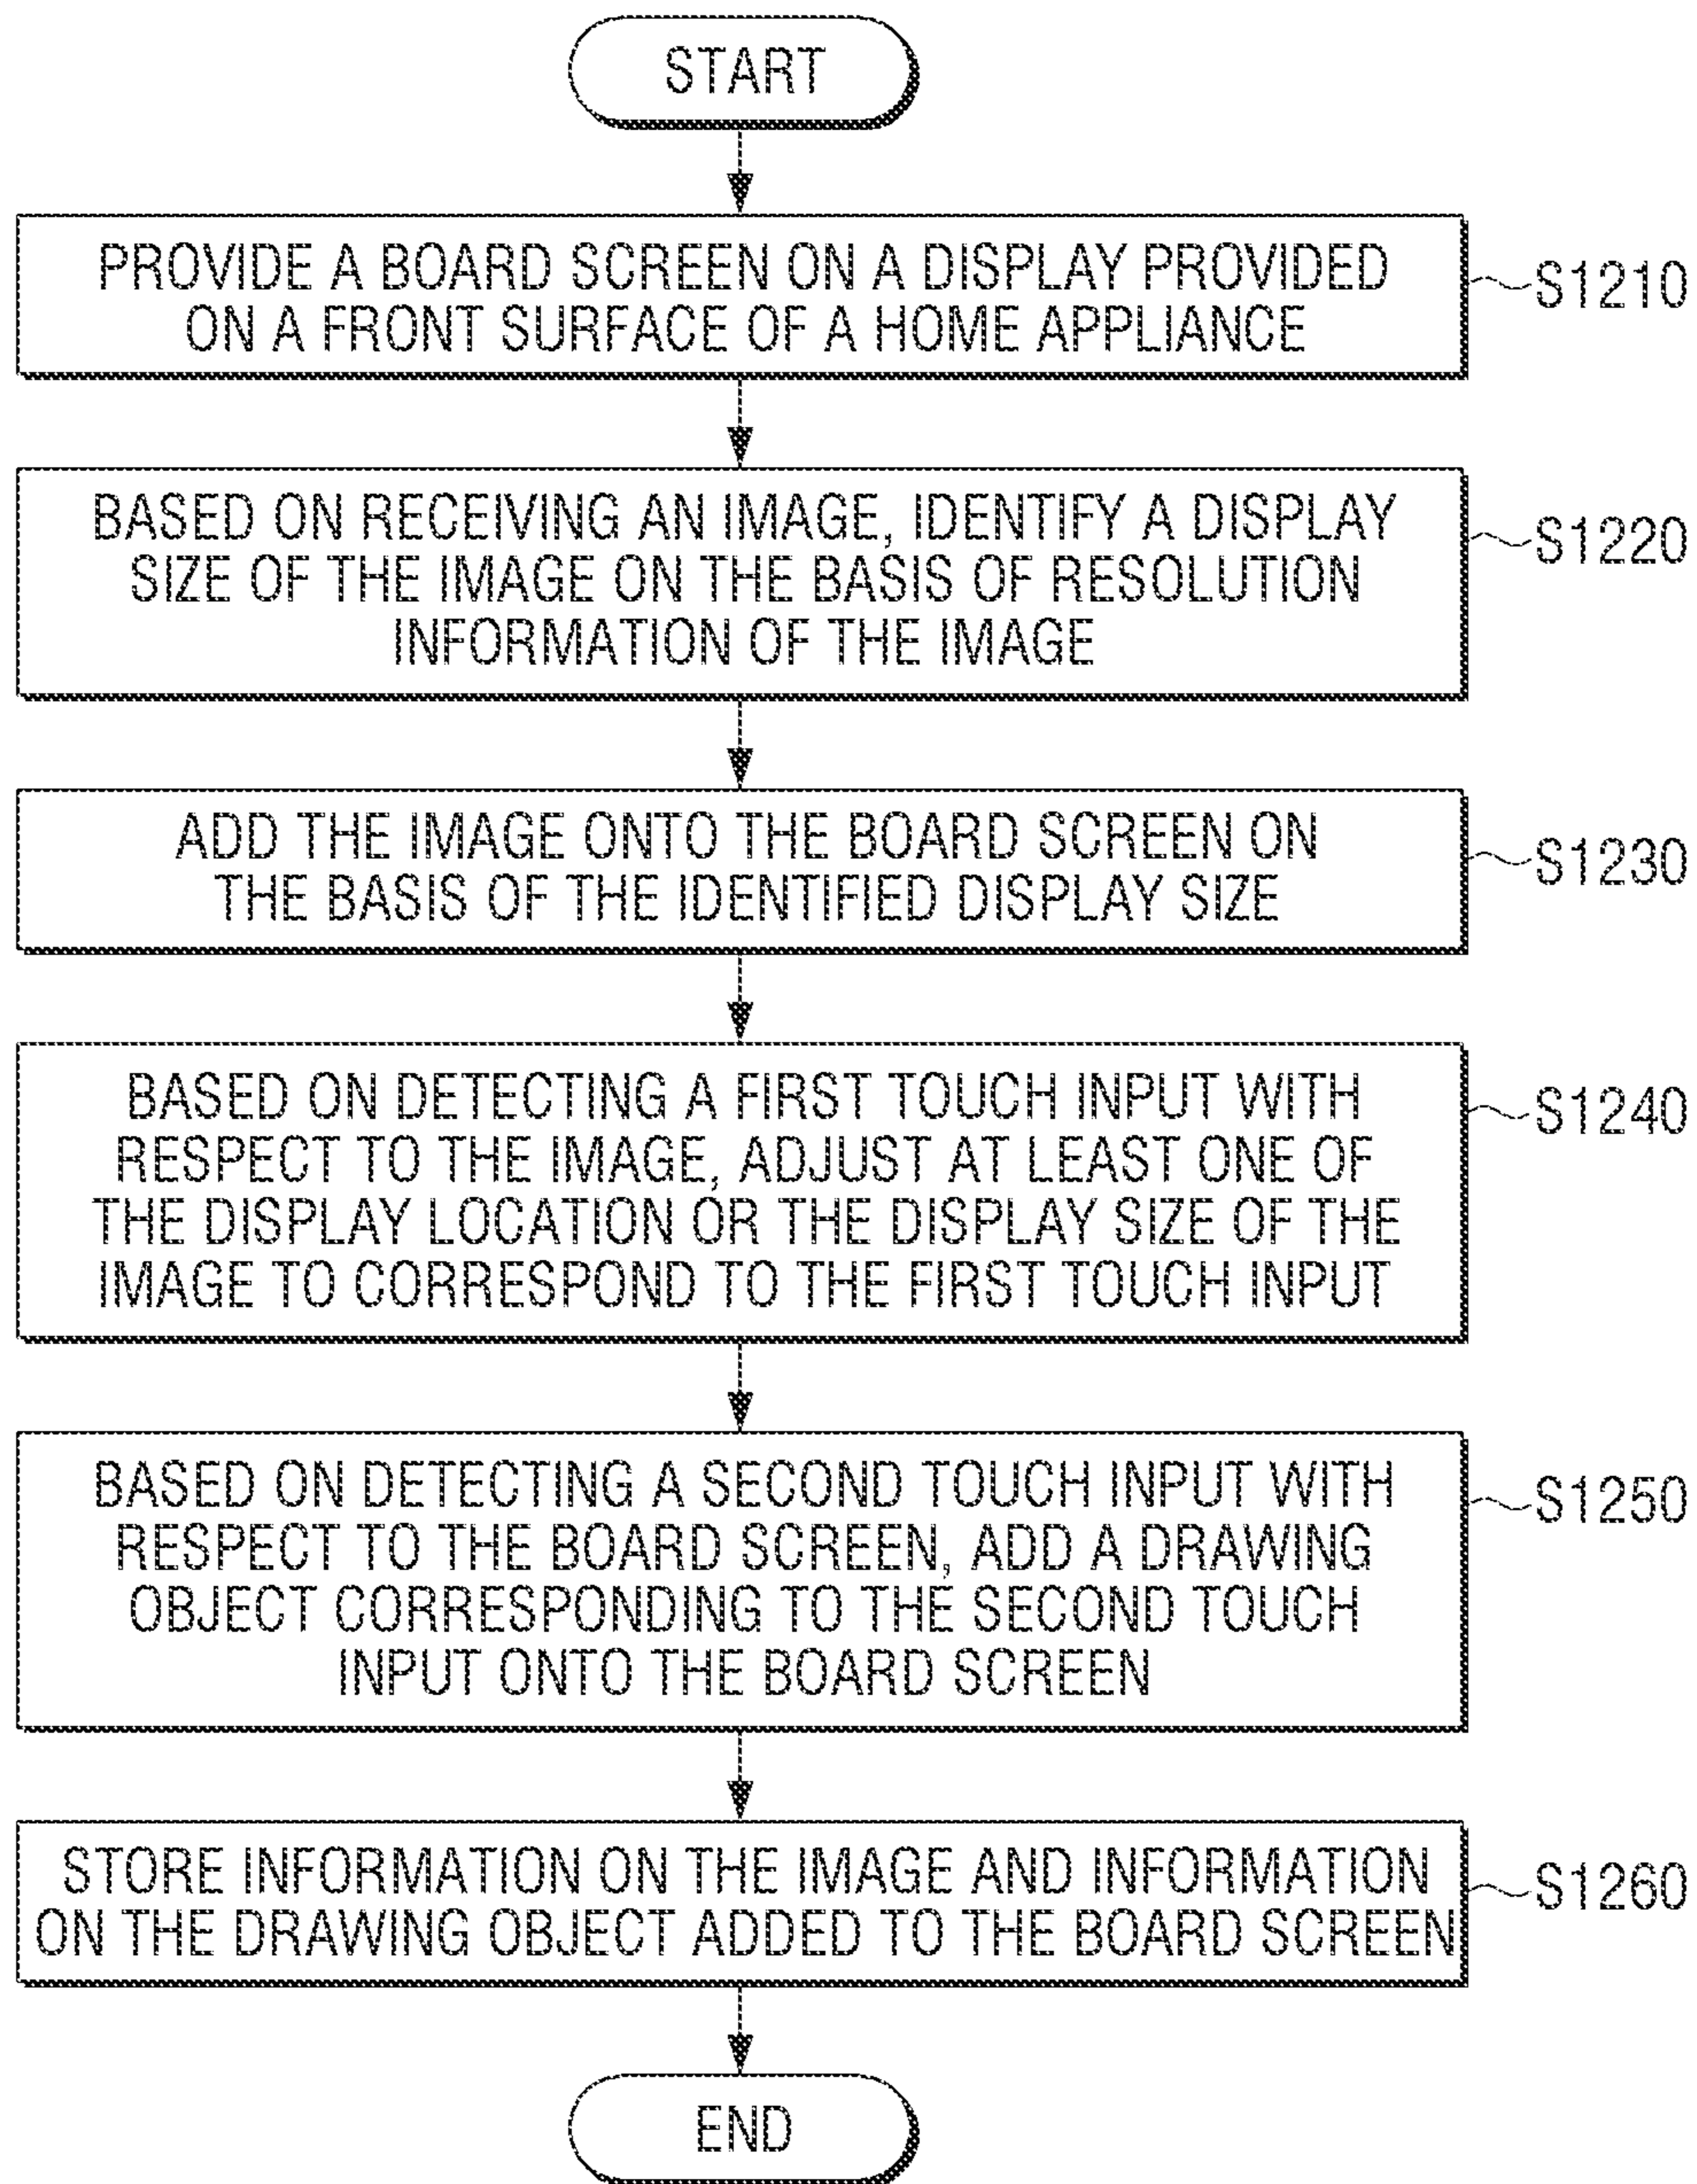 START
PROVIDE A BOARD SCREEN ON A DISPLAY PROVIDED
ON A FRONT SURFACE OF A HOME APPLIANCE
S1210
BASED ON RECEIVING AN IMAGE, IDENTIFY A DISPLAY
SIZE OF THE IMAGE ON THE BASIS OF RESOLUTION
INFORMATION OF THE IMAGE
S1220
ADD THE IMAGE ONTO THE BOARD SCREEN ON
THE BASIS OF THE IDENTIFIED DISPLAY SIZE
S1230
BASED ON DETECTING A FIRST TOUCH INPUT WITH
RESPECT TO THE IMAGE, ADJUST AT LEAST ONE OF
THE DISPLAY LOCATION OR THE DISPLAY SIZE OF THE
IMAGE TO CORRESPOND TO THE FIRST TOUCH INPUT
S1240
BASED ON DETECTING A SECOND TOUCH INPUT WITH
RESPECT TO THE BOARD SCREEN, ADD A DRAWING
OBJECT CORRESPONDING TO THE SECOND TOUCH
INPUT ONTO THE BOARD SCREEN
S1250
STORE INFORMATION ON THE IMAGE AND INFORMATION
ON THE DRAWING OBJECT ADDED TO THE BOARD SCREEN
S1260
END